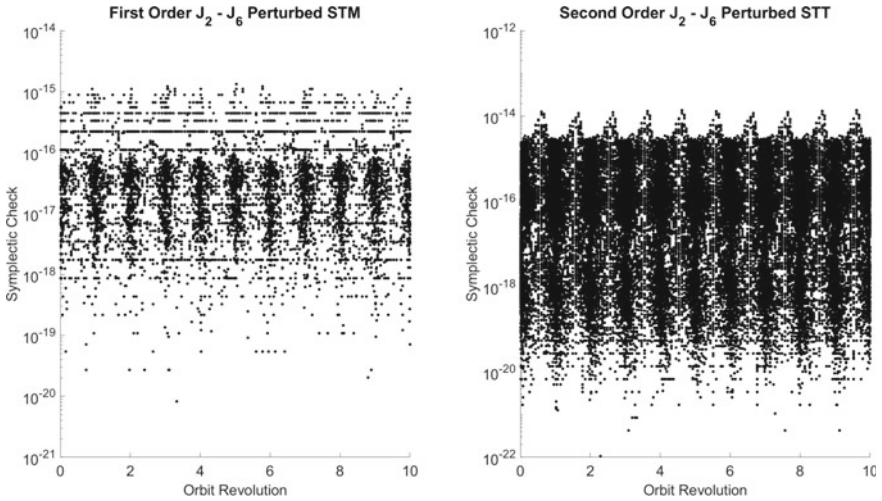 First Order J₂ - J₆ Perturbed STM
10⁻¹⁴
10⁻¹⁵
10⁻¹⁶
10⁻¹⁷
10⁻¹⁸
10⁻¹⁹
10⁻²⁰
10⁻²¹
Symplectic Check
0 2 4 6 8 10
Orbit Revolution
Second Order J₂ - J₆ Perturbed STT
10⁻¹²
10⁻¹⁴
10⁻¹⁶
10⁻¹⁸
10⁻²⁰
10⁻²²
Symplectic Check
0 2 4 6 8 10
Orbit Revolution